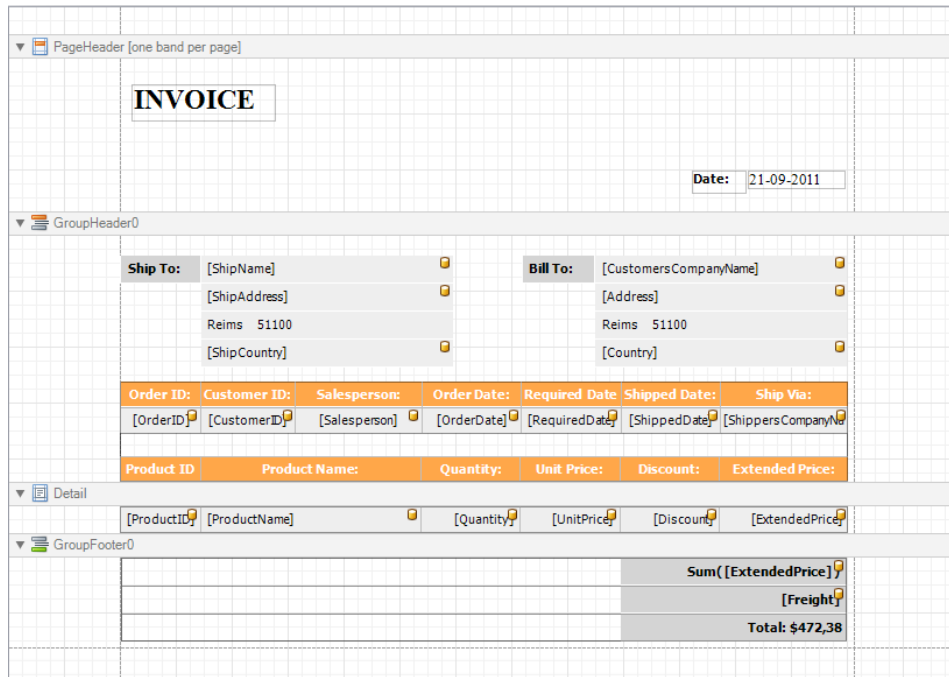 PageHeader [one band per page]
INVOICE
Date: 21-09-2011
GroupHeader0
Ship To: [ShipName] Bill To: [CustomersCompanyName]
[ShipAddress] [Address]
Reims 51100 Reims 51100
[ShipCountry] [Country]
Order ID: Customer ID: Salesperson: Order Date: Required Date Shipped Date: Ship Via:
[OrderID] [CustomerID] [Salesperson] [OrderDate] [RequiredDate] [ShippedDate] [ShippersCompanyNa
Product ID Product Name: Quantity: Unit Price: Discount: Extended Price:
Detail
[ProductID] [ProductName] [Quantity] [UnitPrice] [Discount] [ExtendedPrice]
GroupFooter0
Sum([ExtendedPrice])
[Freight]
Total: $472,38